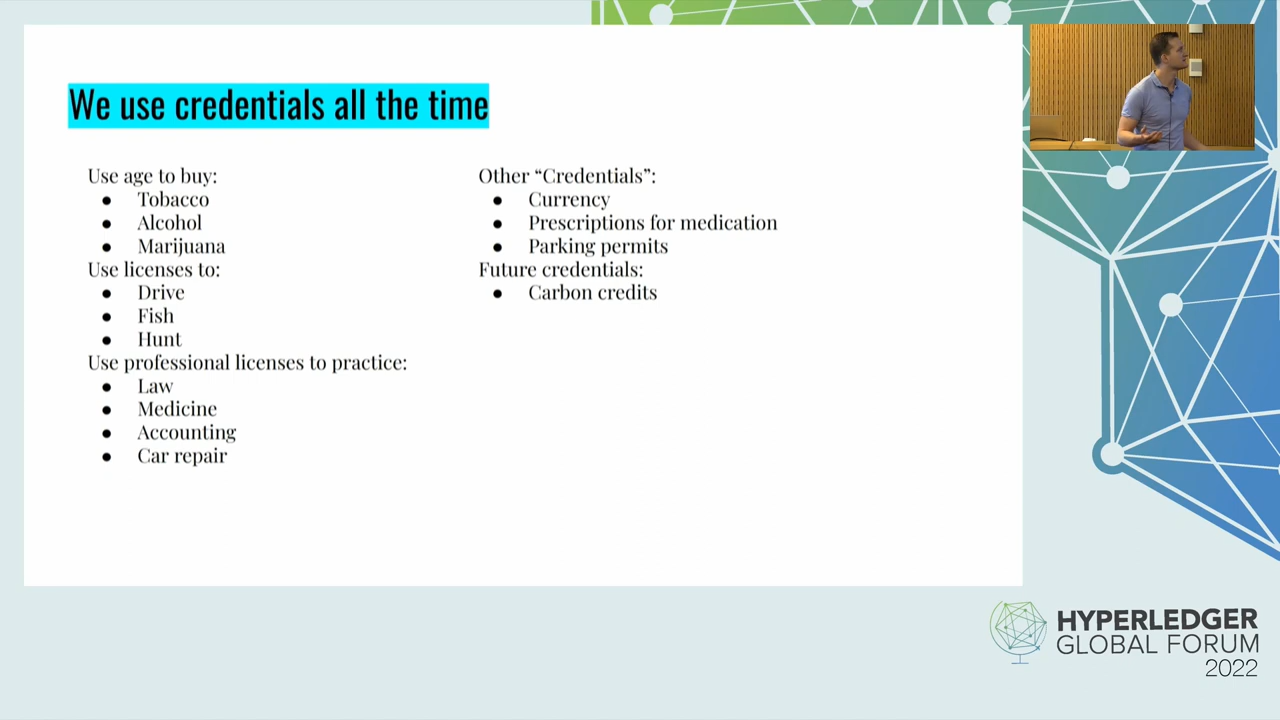 We use credentials all the time
Use age to buy:
● Tobacco
● Alcohol
● Marijuana
Use licenses to:
● Drive
● Fish
● Hunt
Use professional licenses to practice:
● Law
● Medicine
● Accounting
● Car repair
Other “Credentials”:
● Currency
● Prescriptions for medication
● Parking permits
Future credentials:
● Carbon credits
HYPERLEDGER
GLOBAL FORUM
2022